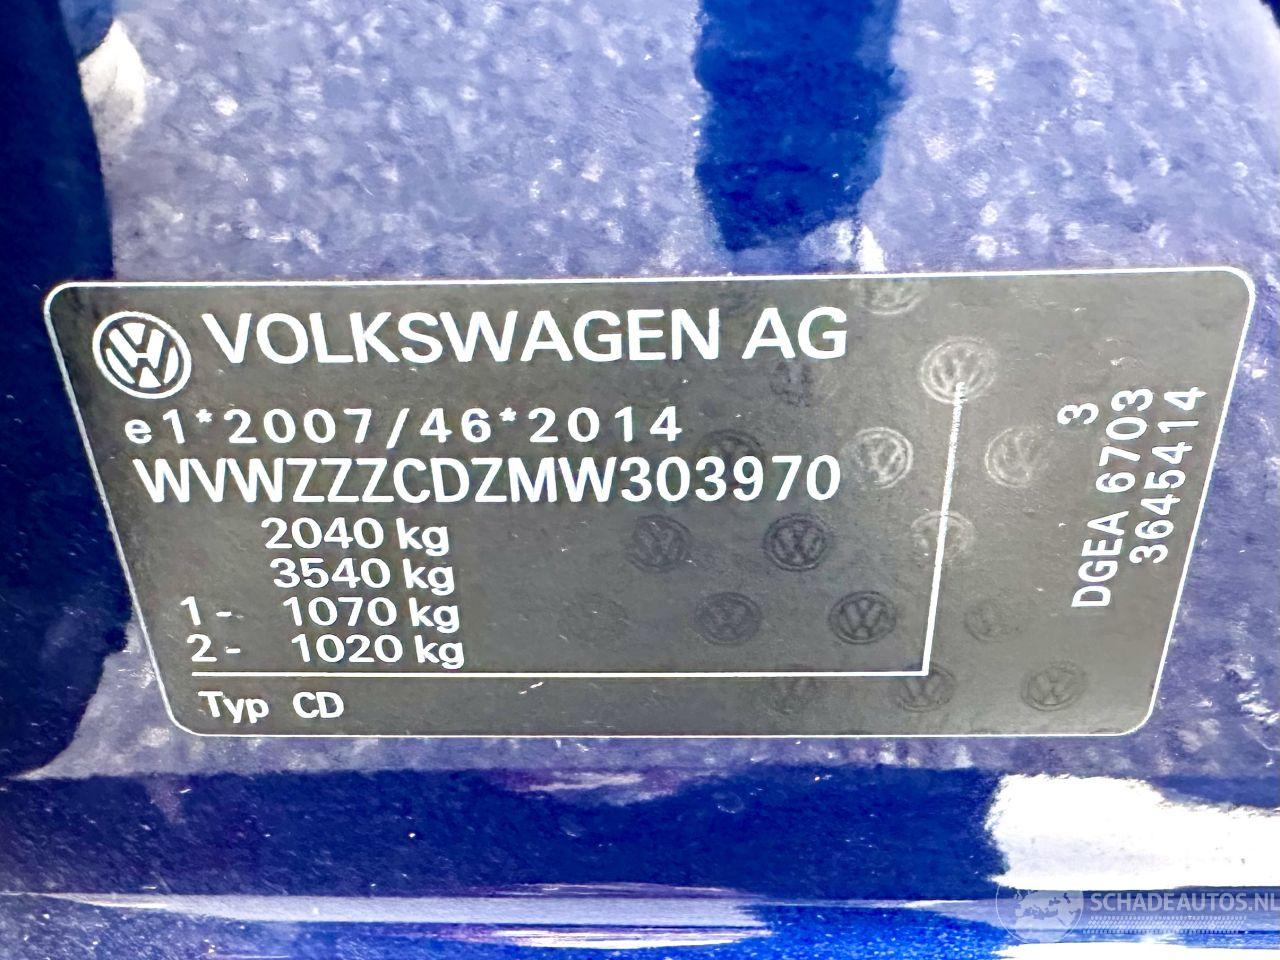 VOLKSWAGEN AG
e1*2007/46*2014
WVWZZZCDZMW303970
2040 kg
3540 kg
1- 1070 kg
2- 1020 kg
Typ CD
3
DGEA 6703
3645414
SCHADEAUTOS.NL